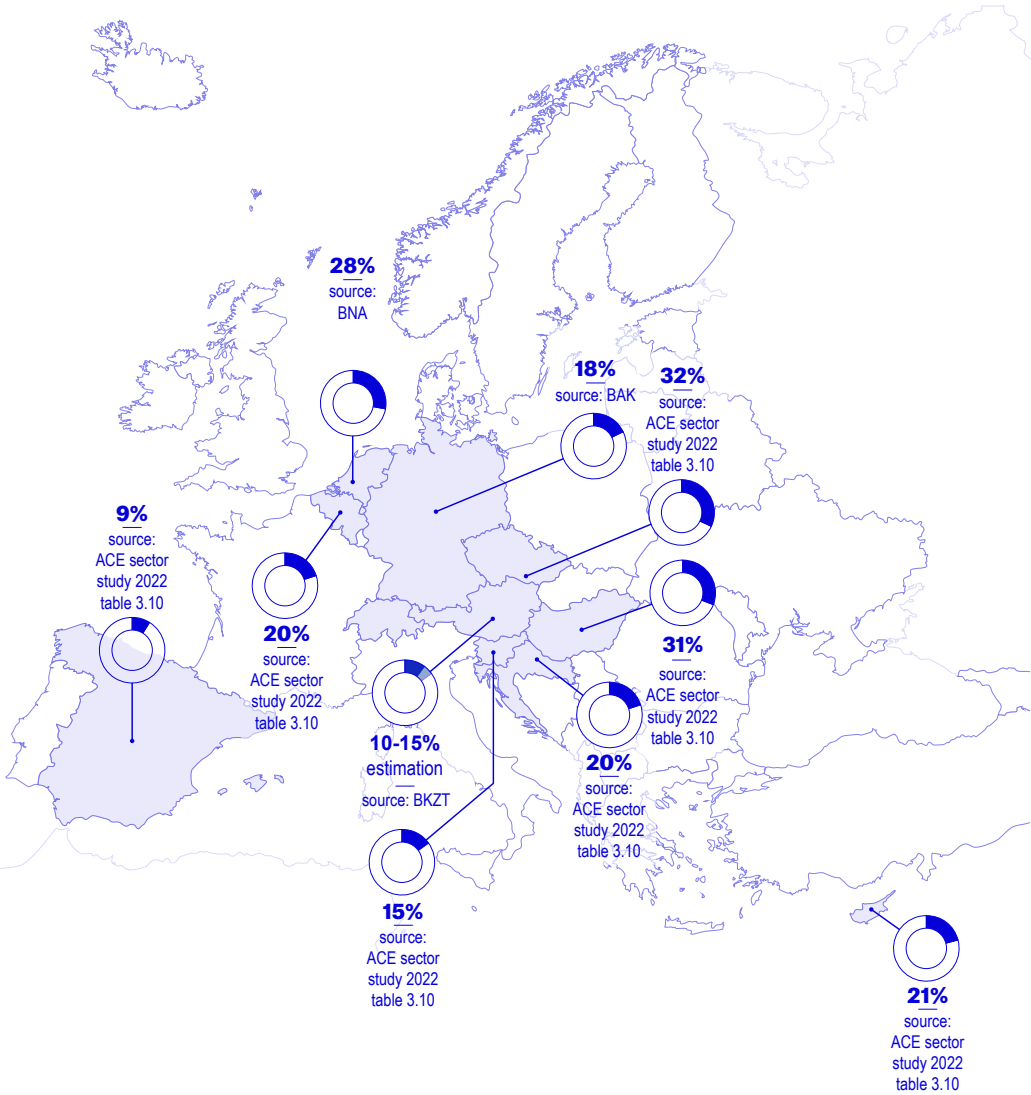 28%
source:
BNA
18%
source: BAK
32%
source:
ACE sector
study 2022
table 3.10
9%
source:
ACE sector
study 2022
table 3.10
20%
source:
ACE sector
study 2022
table 3.10
31%
source:
ACE sector
study 2022
table 3.10
10-15%
estimation
source: BKZT
20%
source:
ACE sector
study 2022
table 3.10
15%
source:
ACE sector
study 2022
table 3.10
21%
source:
ACE sector
study 2022
table 3.10